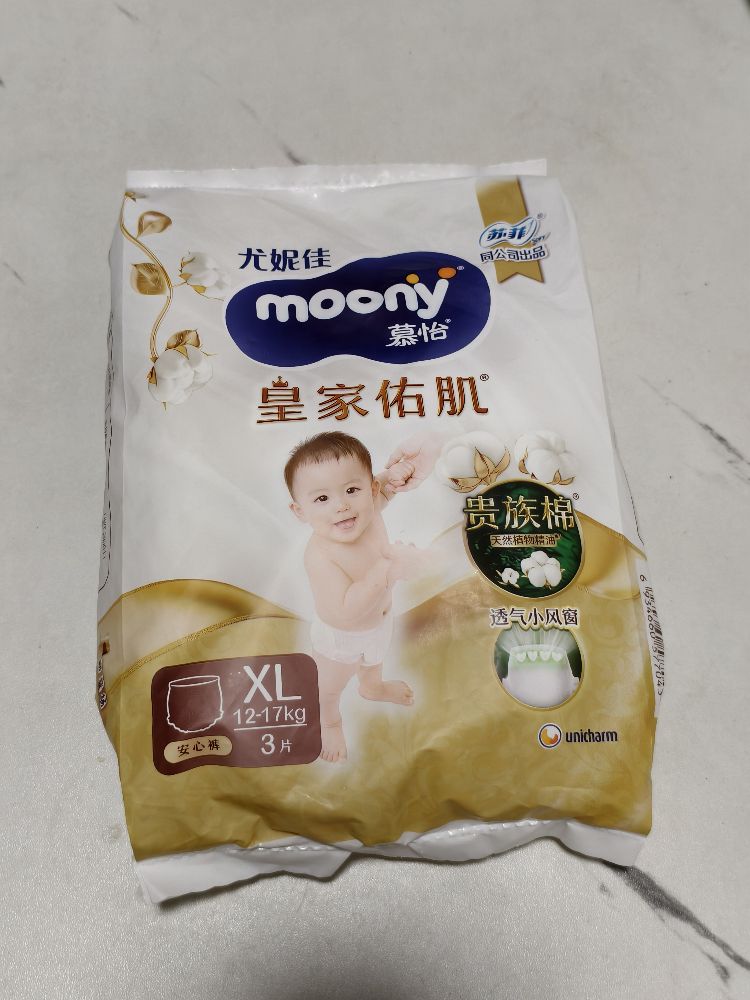 苏菲
同公司出品
尤妮佳
moony
慕怡
皇家佑肌
贵族棉
天然植物精油
透气小风窗
XL
12-17kg
3片
安心裤
unicharm